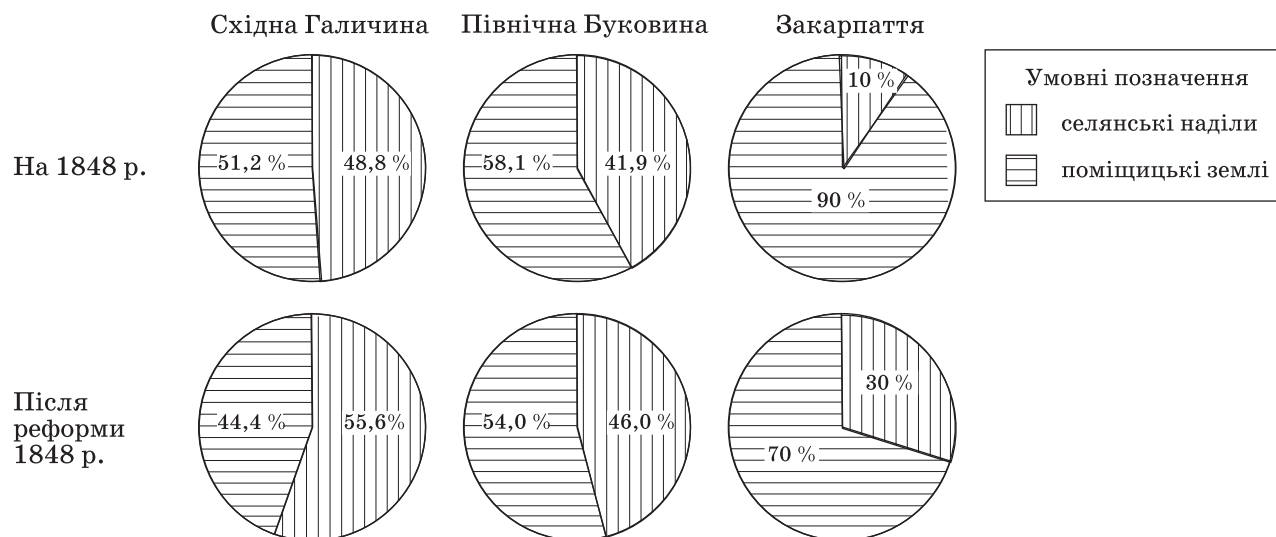 Східна Галичина
Північна Буковина
Закарпаття
Умовні позначення
селянські наділи
поміщицькі землі
На 1848 р.
51,2 %
48,8 %
58,1 %
41,9 %
10 %
90 %
Після
реформи
1848 р.
44,4 %
55,6%
54,0 %
46,0 %
30 %
70 %